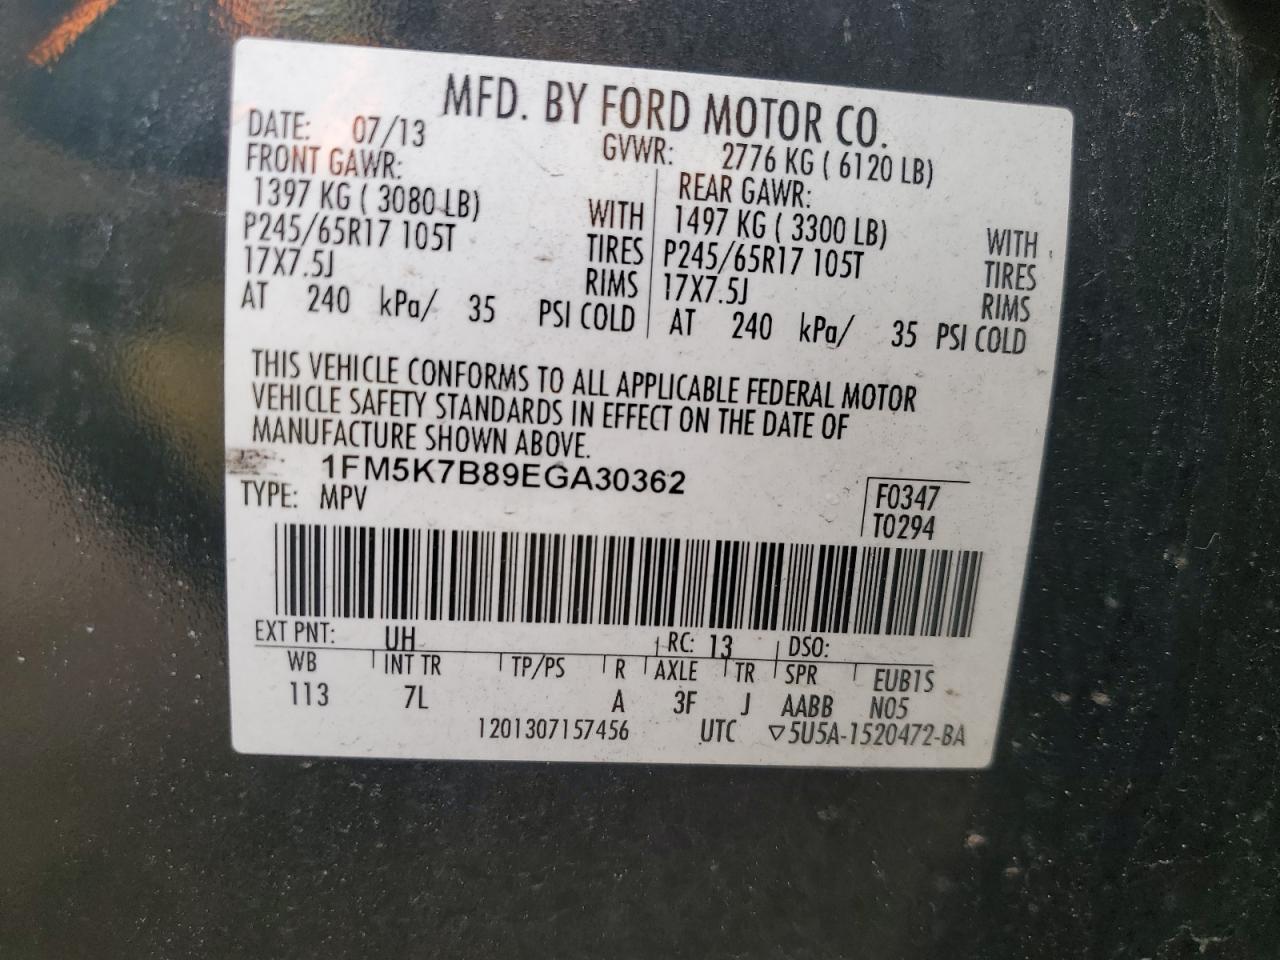 MFD. BY FORD MOTOR CO.
DATE: 07/13 GVWR: 2776 KG ( 6120 LB)
FRONT GAWR: REAR GAWR:
1397 KG ( 3080 LB) WITH 1497 KG ( 3300 LB) WITH
P245/65R17 105T TIRES P245/65R17 105T TIRES
17X7.5J RIMS 17X7.5J RIMS
AT 240 kPa/ 35 PSI COLD AT 240 kPa/ 35 PSI COLD
THIS VEHICLE CONFORMS TO ALL APPLICABLE FEDERAL MOTOR
VEHICLE SAFETY STANDARDS IN EFFECT ON THE DATE OF
MANUFACTURE SHOWN ABOVE.
1FM5K7B89EGA30362
TYPE: MPV F0347
T0294
EXT PNT: UH RC: 13 DSO:
WB INT TR TP/PS R AXLE TR SPR EUB1S
113 7L A 3F J AABB N05
1201307157456 UTC ▽5U5A-1520472-BA